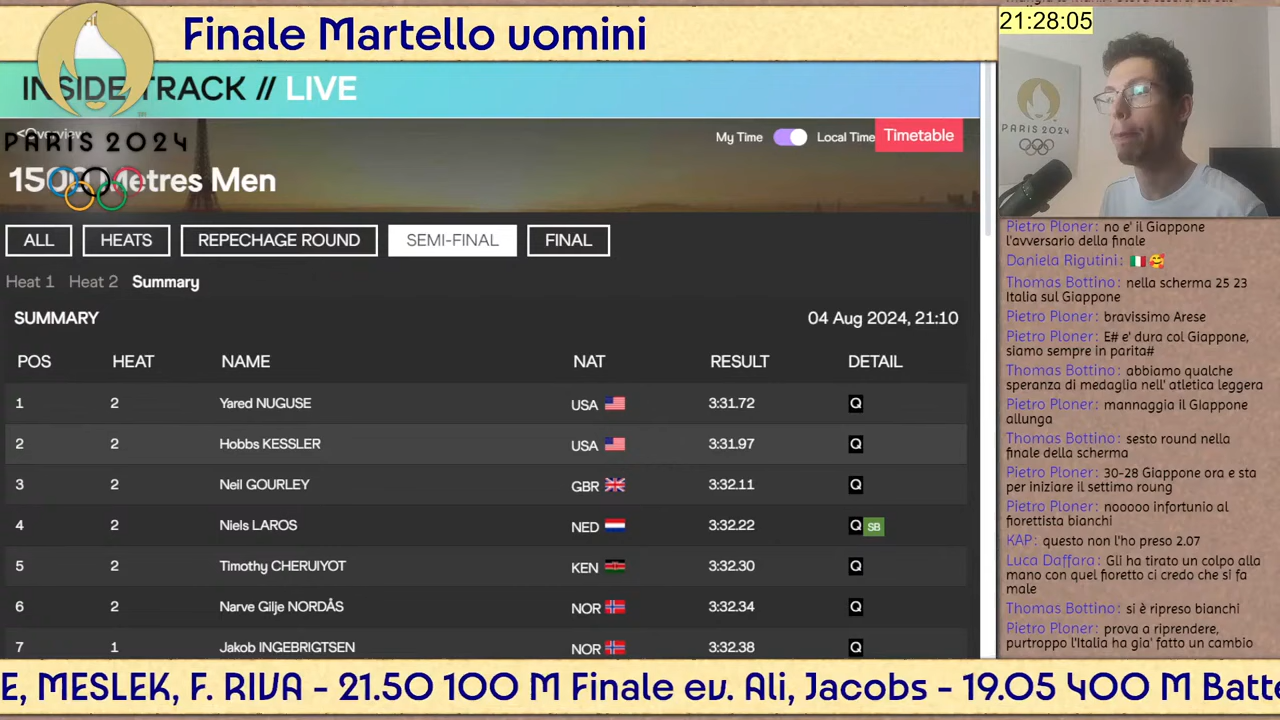 Finale Martello uomini
21:28:05
INSIDE TRACK // LIVE
<Overview
PARIS 2024
My Time
Local Time
Timetable
1500 Metres Men
ALL
HEATS
REPECHAGE ROUND
SEMI-FINAL
FINAL
Heat 1 Heat 2 Summary
SUMMARY
04 Aug 2024, 21:10
POS HEAT NAME NAT RESULT DETAIL
1 2 Yared NUGUSE USA 3:31.72 Q
2 2 Hobbs KESSLER USA 3:31.97 Q
3 2 Neil GOURLEY GBR 3:32.11 Q
4 2 Niels LAROS NED 3:32.22 Q SB
5 2 Timothy CHERUIYOT KEN 3:32.30 Q
6 2 Narve Gilje NORDÅS NOR 3:32.34 Q
7 1 Jakob INGEBRIGTSEN NOR 3:32.38 Q
PARIS 2024
Pietro Ploner: no e' il Giappone
l'avversario della finale
Daniela Rigutini: 🇮🇹🥰
Thomas Bottino: nella scherma 25 23
Italia sul Giappone
Pietro Ploner: bravissimo Arese
Pietro Ploner: E# e' dura col Giappone,
siamo sempre in parita#
Thomas Bottino: abbiamo qualche
speranza di medaglia nell' atletica leggera
Pietro Ploner: mannaggia il Giappone
allunga
Thomas Bottino: sesto round nella
finale della scherma
Pietro Ploner: 30-28 Giappone ora e sta
per iniziare il settimo roung
Pietro Ploner: nooooo infortunio al
fiorettista bianchi
KAP: questo non l'ho preso 2.07
Luca Daffara: Gli ha tirato un colpo alla
mano con quel fioretto ci credo che si fa
male
Thomas Bottino: si è ripreso bianchi
Pietro Ploner: prova a riprendere,
purtroppo l'Italia ha gia' fatto un cambio
E, MESLEK, F. RIVA - 21.50 100 M Finale ev. Ali, Jacobs - 19.05 400 M Batte